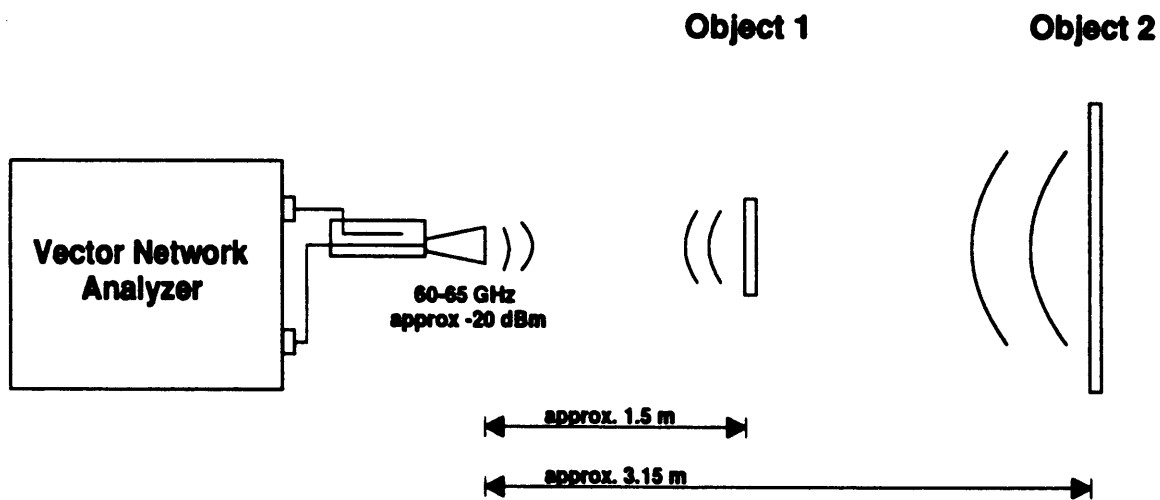 Object 1
Object 2
Vector Network
Analyzer
60-65 GHz
approx -20 dBm
approx. 1.5 m
approx. 3.15 m